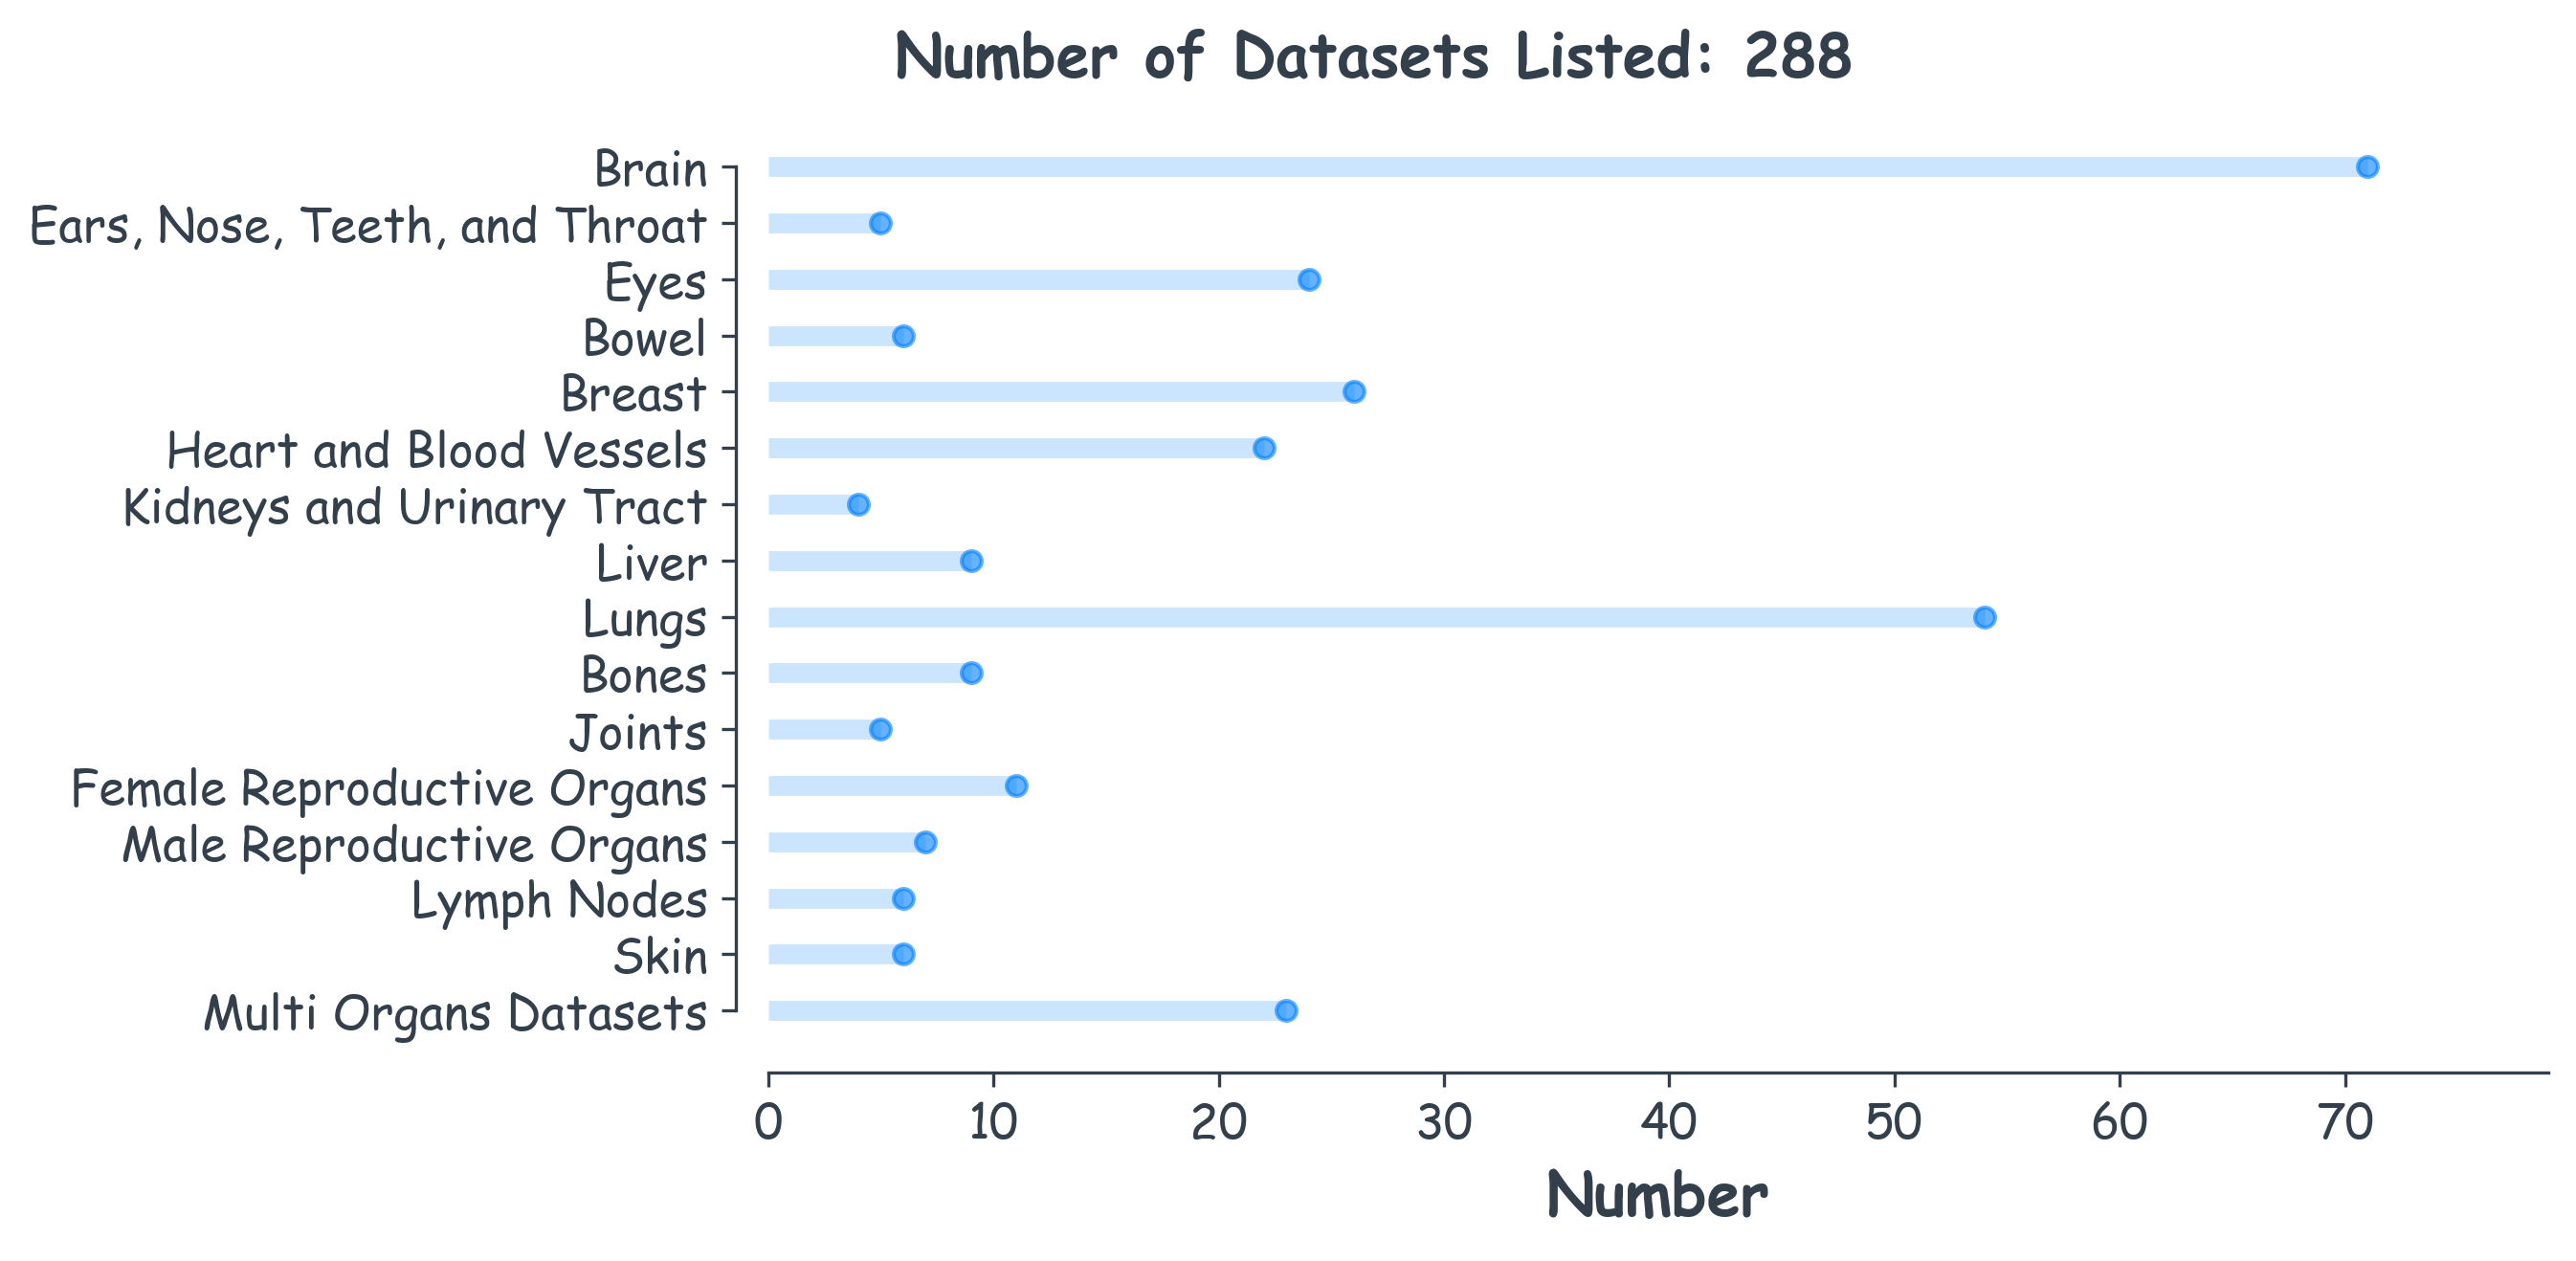 Number of Datasets Listed: 288
Brain
Ears, Nose, Teeth, and Throat
Eyes
Bowel
Breast
Heart and Blood Vessels
Kidneys and Urinary Tract
Liver
Lungs
Bones
Joints
Female Reproductive Organs
Male Reproductive Organs
Lymph Nodes
Skin
Multi Organs Datasets
0 10 20 30 40 50 60 70
Number